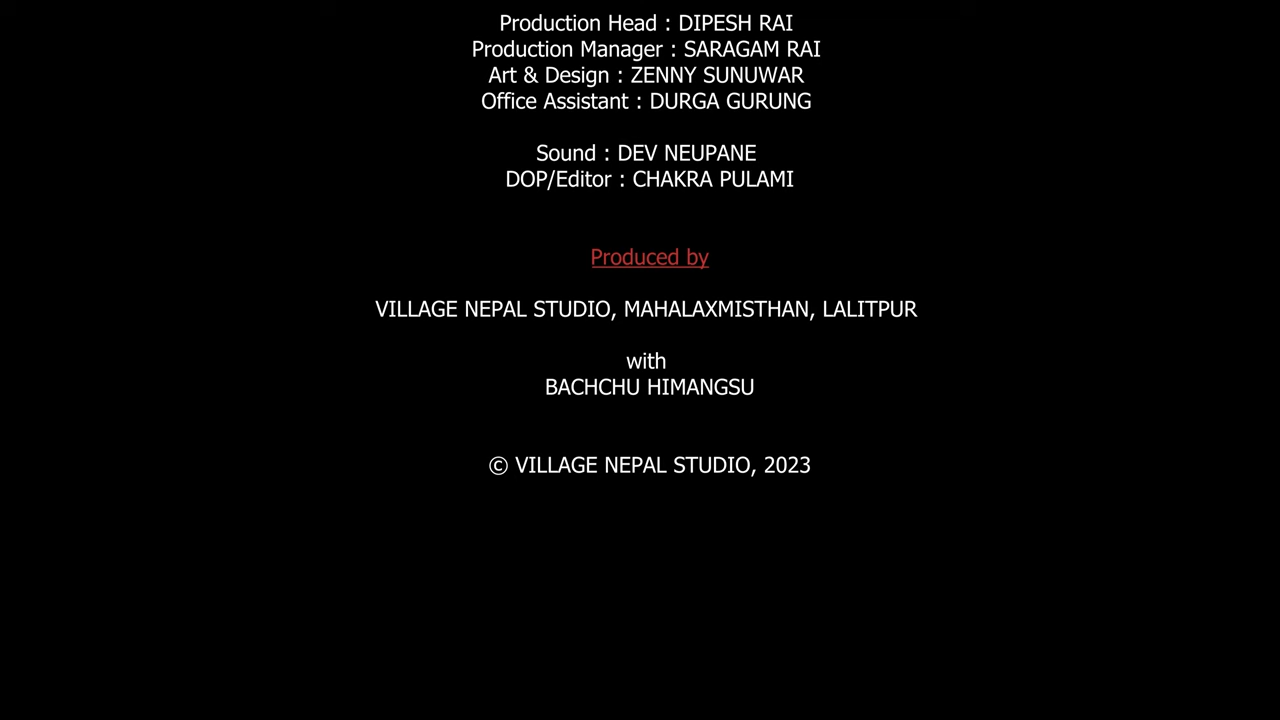 Production Head : DIPESH RAI
Production Manager : SARAGAM RAI
Art & Design : ZENNY SUNUWAR
Office Assistant : DURGA GURUNG
Sound : DEV NEUPANE
DOP/Editor : CHAKRA PULAMI
Produced by
VILLAGE NEPAL STUDIO, MAHALAXMISTHAN, LALITPUR
with
BACHCHU HIMANGSU
© VILLAGE NEPAL STUDIO, 2023